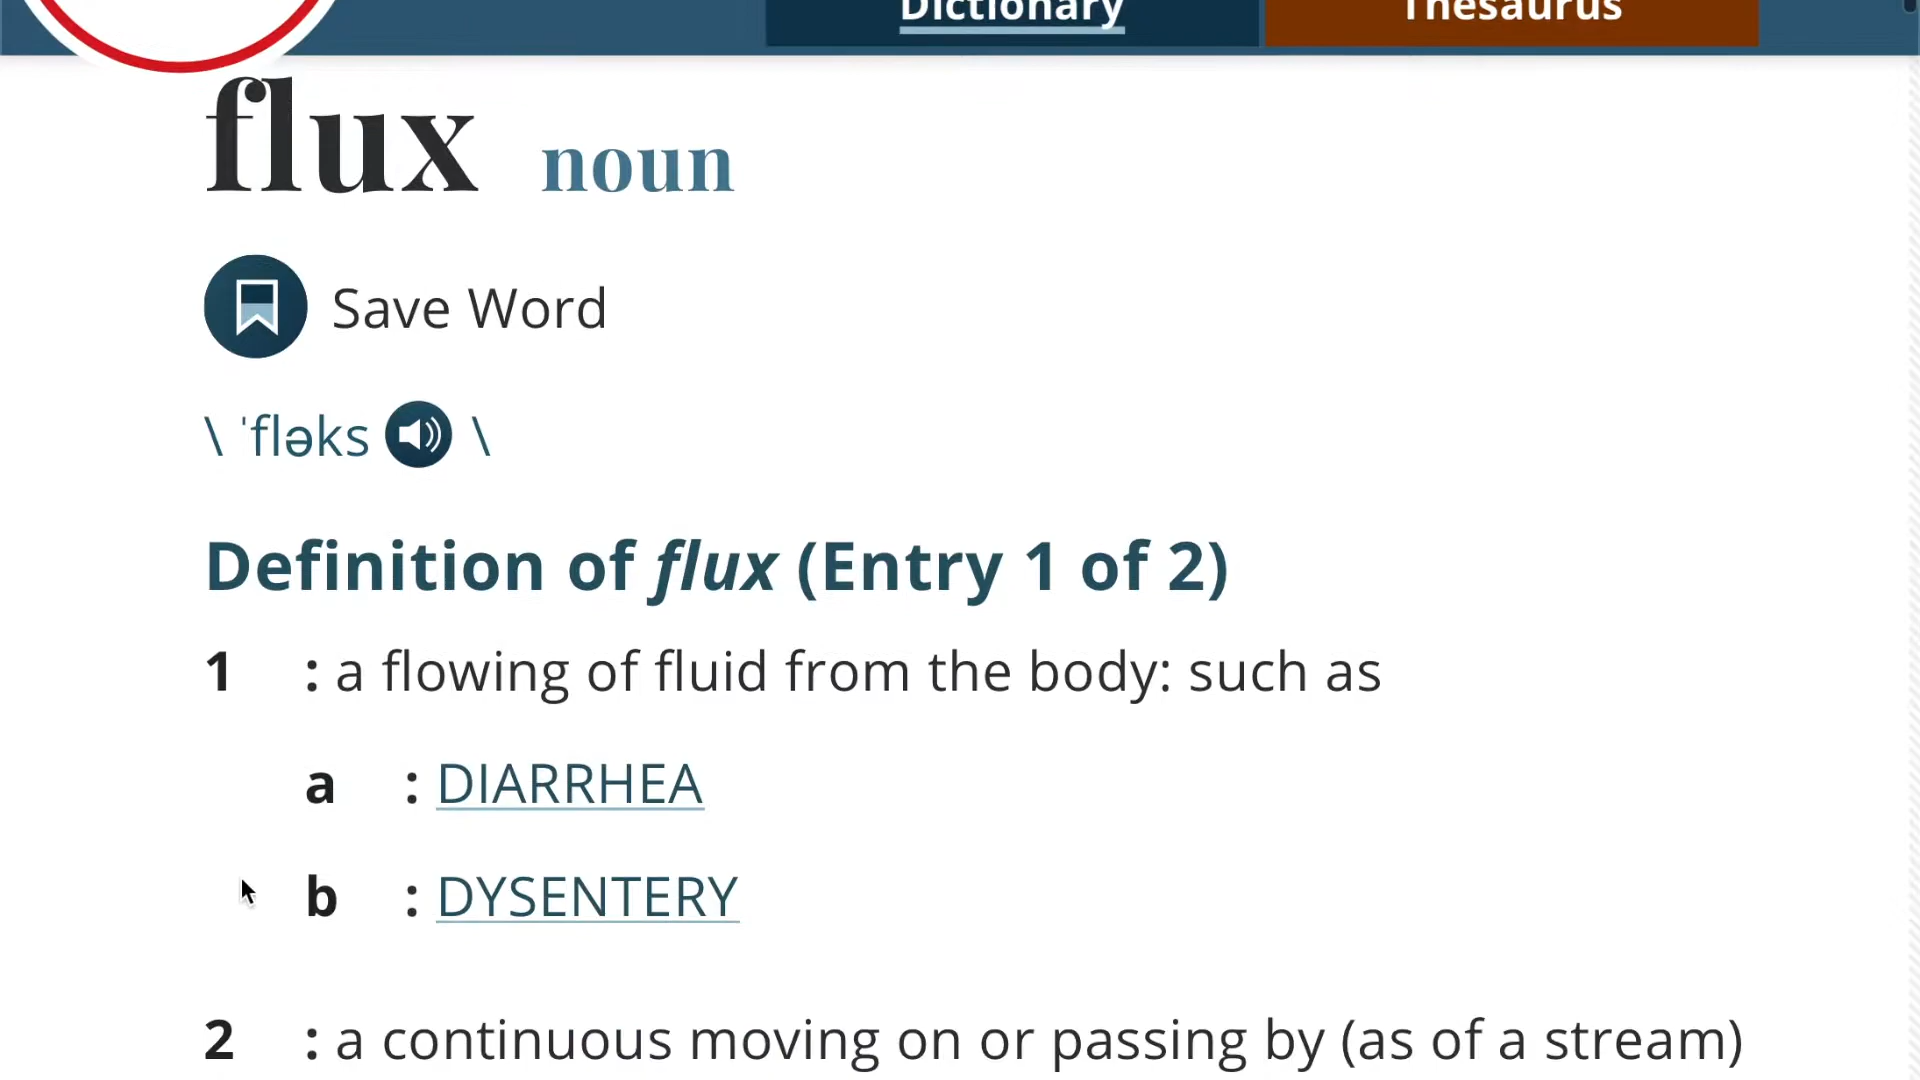 Dictionary
Thesaurus
flux noun
Save Word
\ ˈfləks \
Definition of flux (Entry 1 of 2)
1 : a flowing of fluid from the body: such as
a : DIARRHEA
b : DYSENTERY
2 : a continuous moving on or passing by (as of a stream)